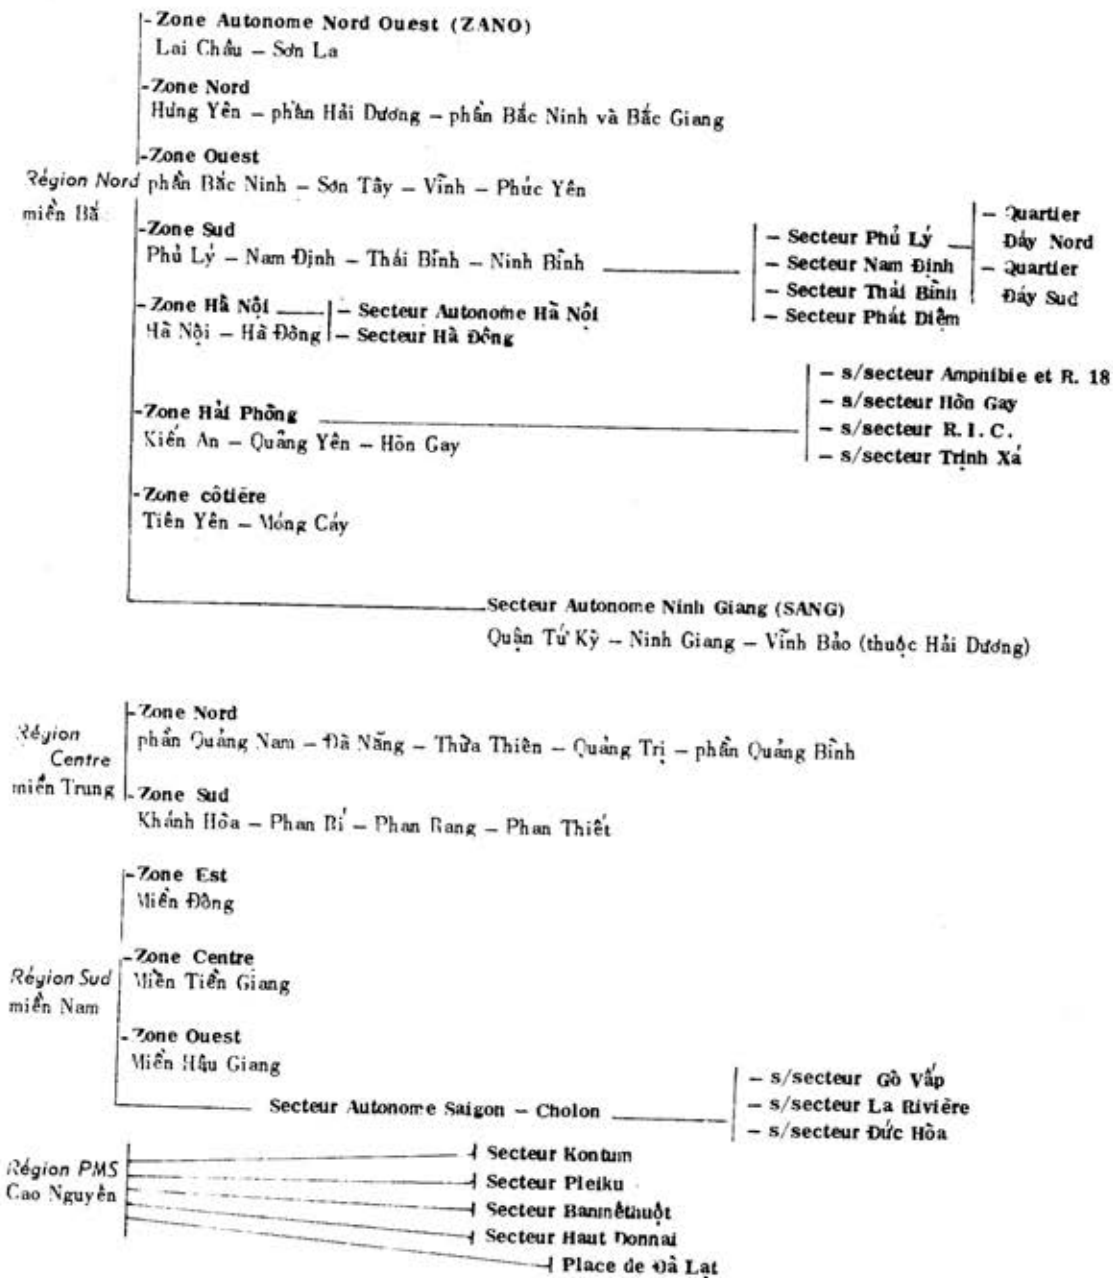 - Zone Autonome Nord Ouest (ZANO)
Lai Châu – Sơn La
- Zone Nord
Hưng Yên – phần Hải Dương – phần Bắc Ninh và Bắc Giang
- Zone Ouest
Région Nord
phần Bắc Ninh – Sơn Tây – Vĩnh – Phúc Yên
miền Bắ
- Zone Sud
Phủ Lý – Nam Định – Thái Bình – Ninh Bình
- Secteur Phủ Lý
- Secteur Nam Định
- Secteur Thái Bình
- Secteur Phát Diệm
- Quartier
Đáy Nord
- Quartier
Đáy Sud
- Zone Hà Nội
Hà Nội – Hà Đông
- Secteur Autonome Hà Nội
- Secteur Hà Đông
- Zone Hải Phòng
Kiến An – Quảng Yên – Hòn Gay
- s/secteur Amphibie et R. 18
- s/secteur Hòn Gay
- s/secteur R.I.C.
- s/secteur Trịnh Xá
- Zone côtière
Tiên Yên – Móng Cáy
Secteur Autonome Ninh Giang (SANG)
Quận Tứ Kỳ – Ninh Giang – Vĩnh Bảo (thuộc Hải Dương)
Région
Centre
miền Trung
- Zone Nord
phần Quảng Nam – Đà Nẵng – Thừa Thiên – Quảng Trị – phần Quảng Bình
- Zone Sud
Khánh Hòa – Phan Rí – Phan Rang – Phan Thiết
- Zone Est
Miền Đông
- Zone Centre
Miền Tiền Giang
Région Sud
miền Nam
- Zone Ouest
Miền Hậu Giang
Secteur Autonome Saigon – Cholon
- s/secteur Gò Vấp
- s/secteur La Rivière
- s/secteur Đức Hòa
Région PMS
Cao Nguyên
Secteur Kontum
Secteur Pleiku
Secteur Banmêthuột
Secteur Haut Donnai
Place de Đà Lạt